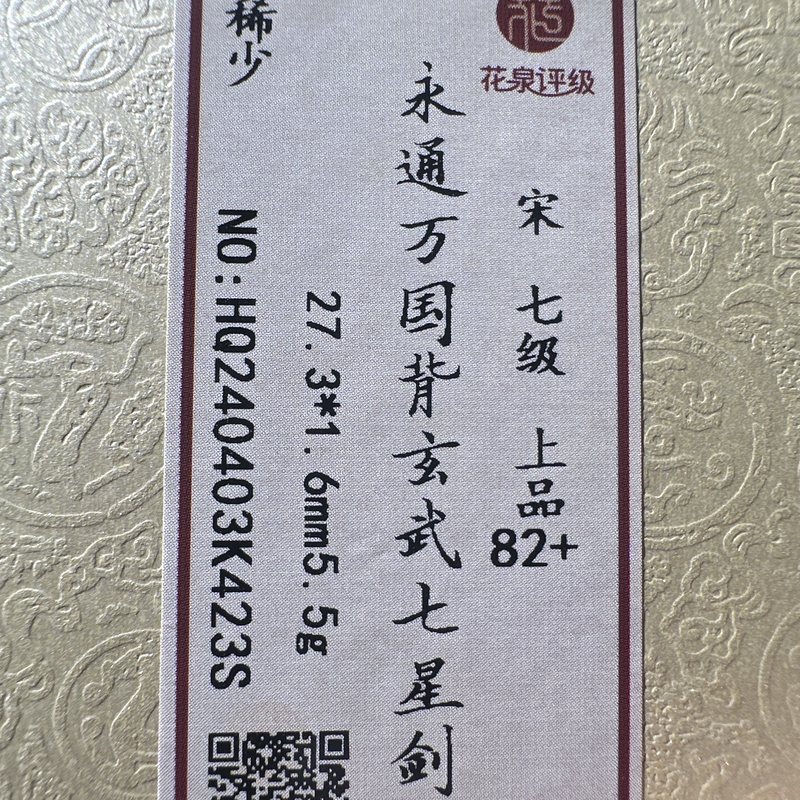 花泉评级
宋 七级 上品
82+
永通万国背玄武七星剑
27.3*1.6mm5.5g
稀少
NO:HQ240403K423S